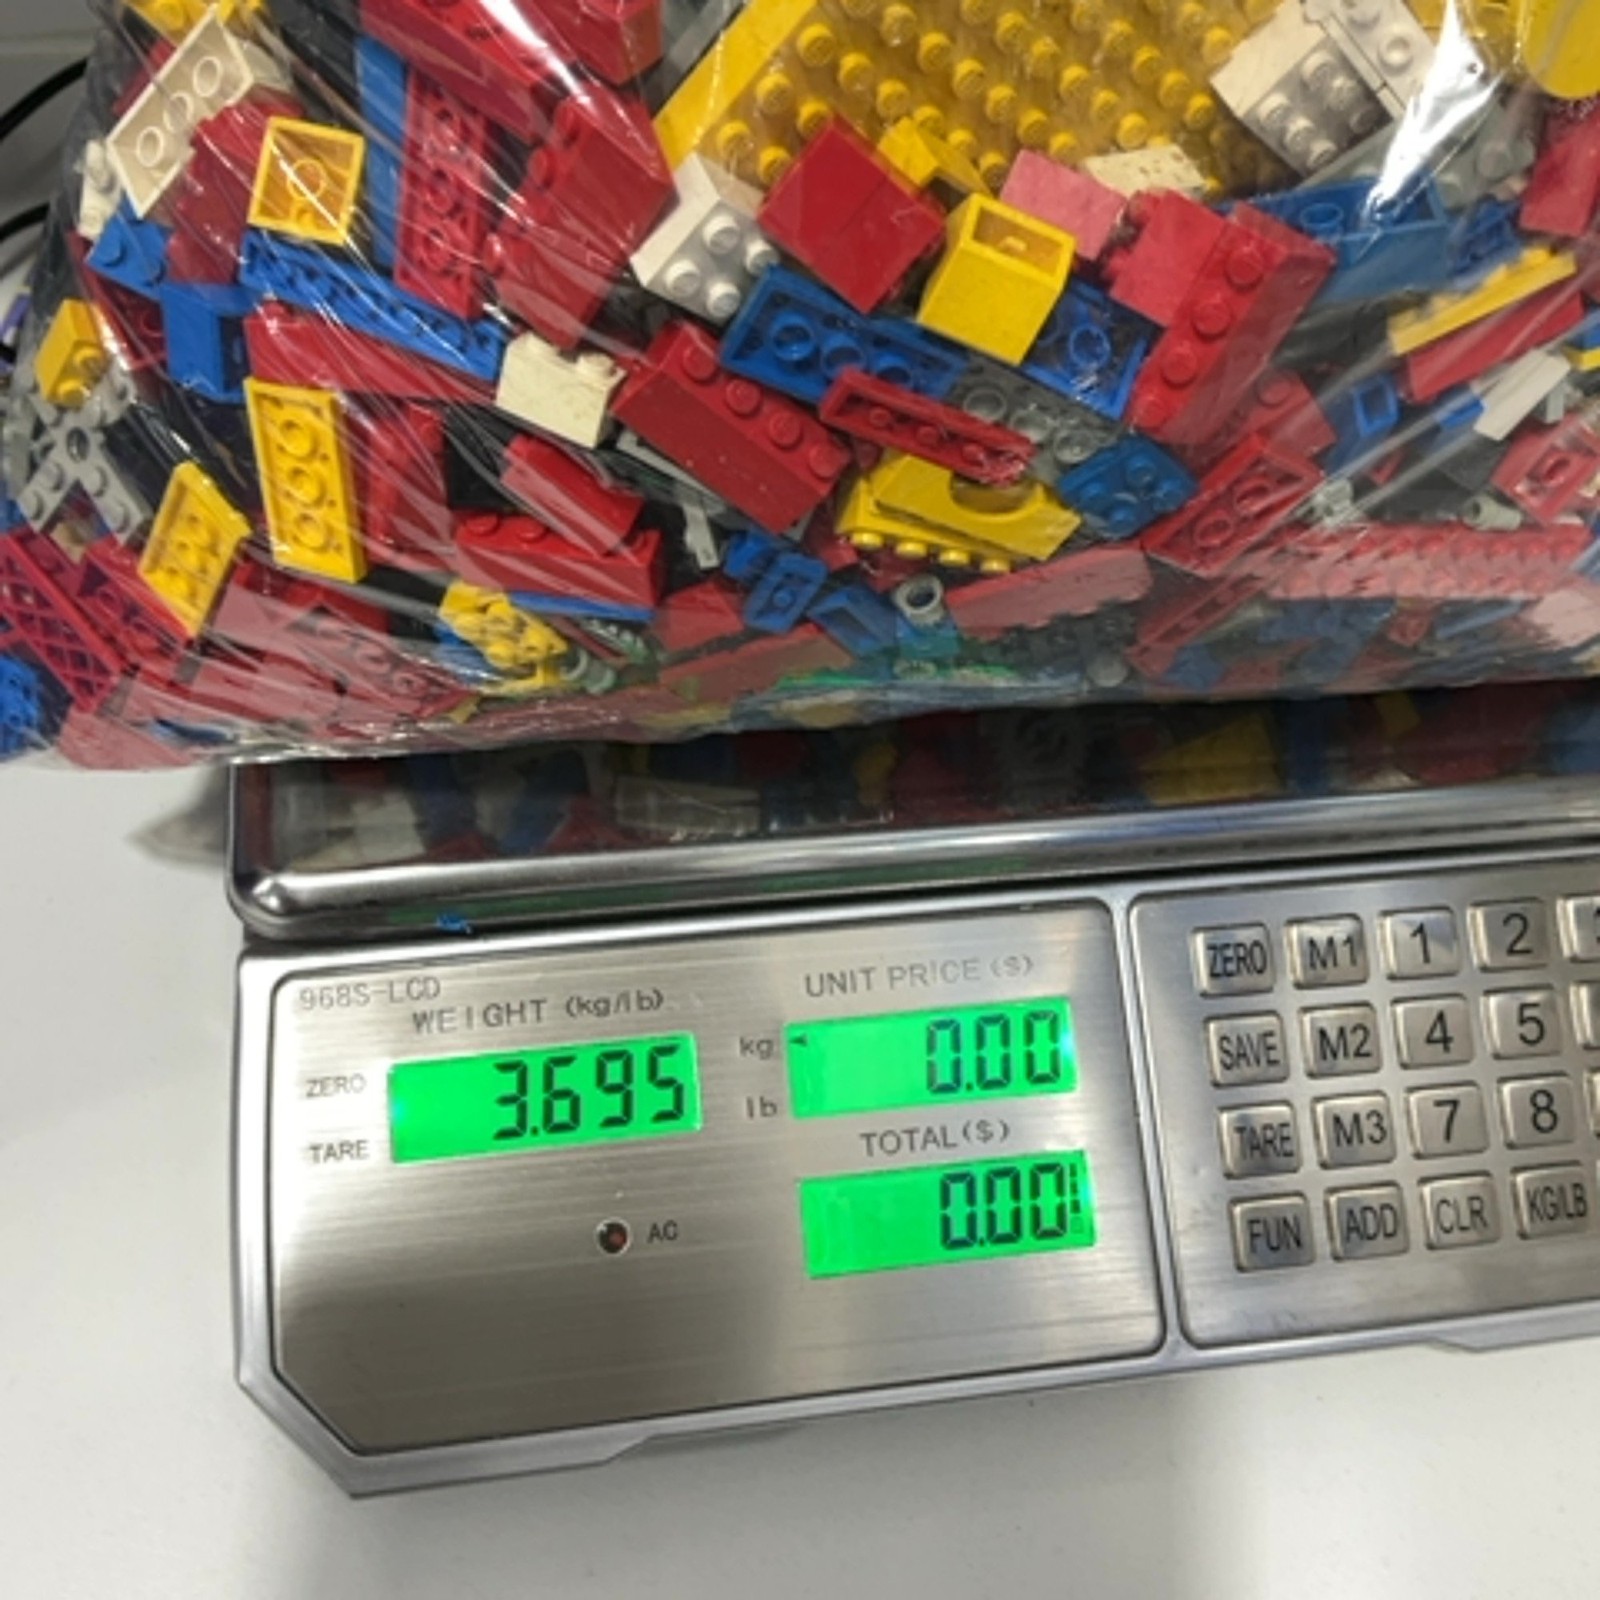 968S-LCD
WEIGHT (kg/lb)
UNIT PRICE ($)
ZERO
3.695
kg
0.00
lb
TARE
TOTAL($)
0.00
AC
ZERO M1 1 2
SAVE M2 4 5
TARE M3 7 8
FUN ADD CLR KG/LB